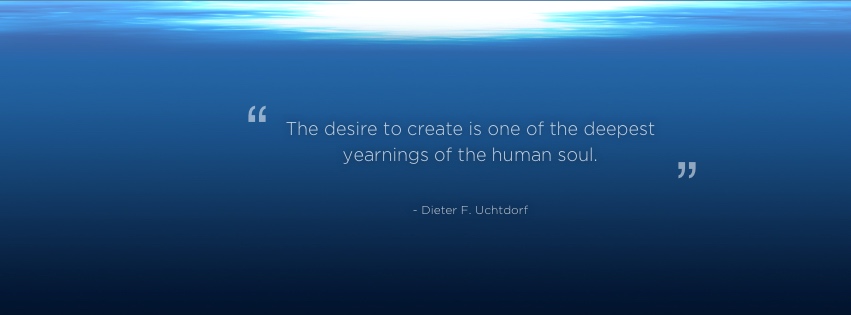 “ The desire to create is one of the deepest
yearnings of the human soul. ”
- Dieter F. Uchtdorf